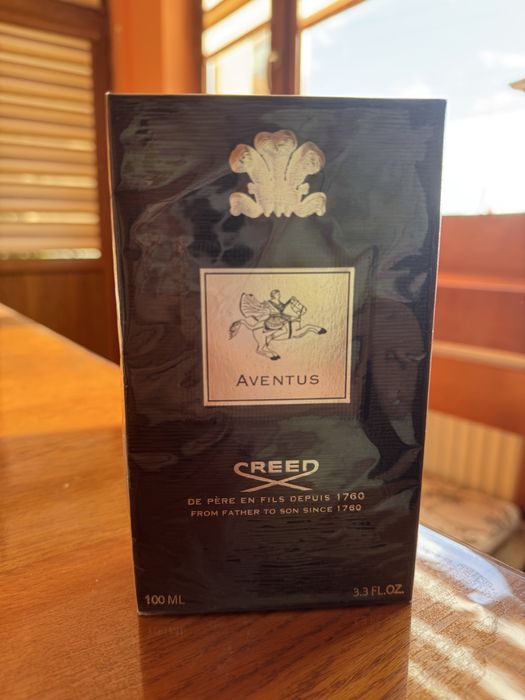 AVENTUS
CREED
DE PÈRE EN FILS DEPUIS 1760
FROM FATHER TO SON SINCE 1760
100 ML 3.3 FL.OZ.